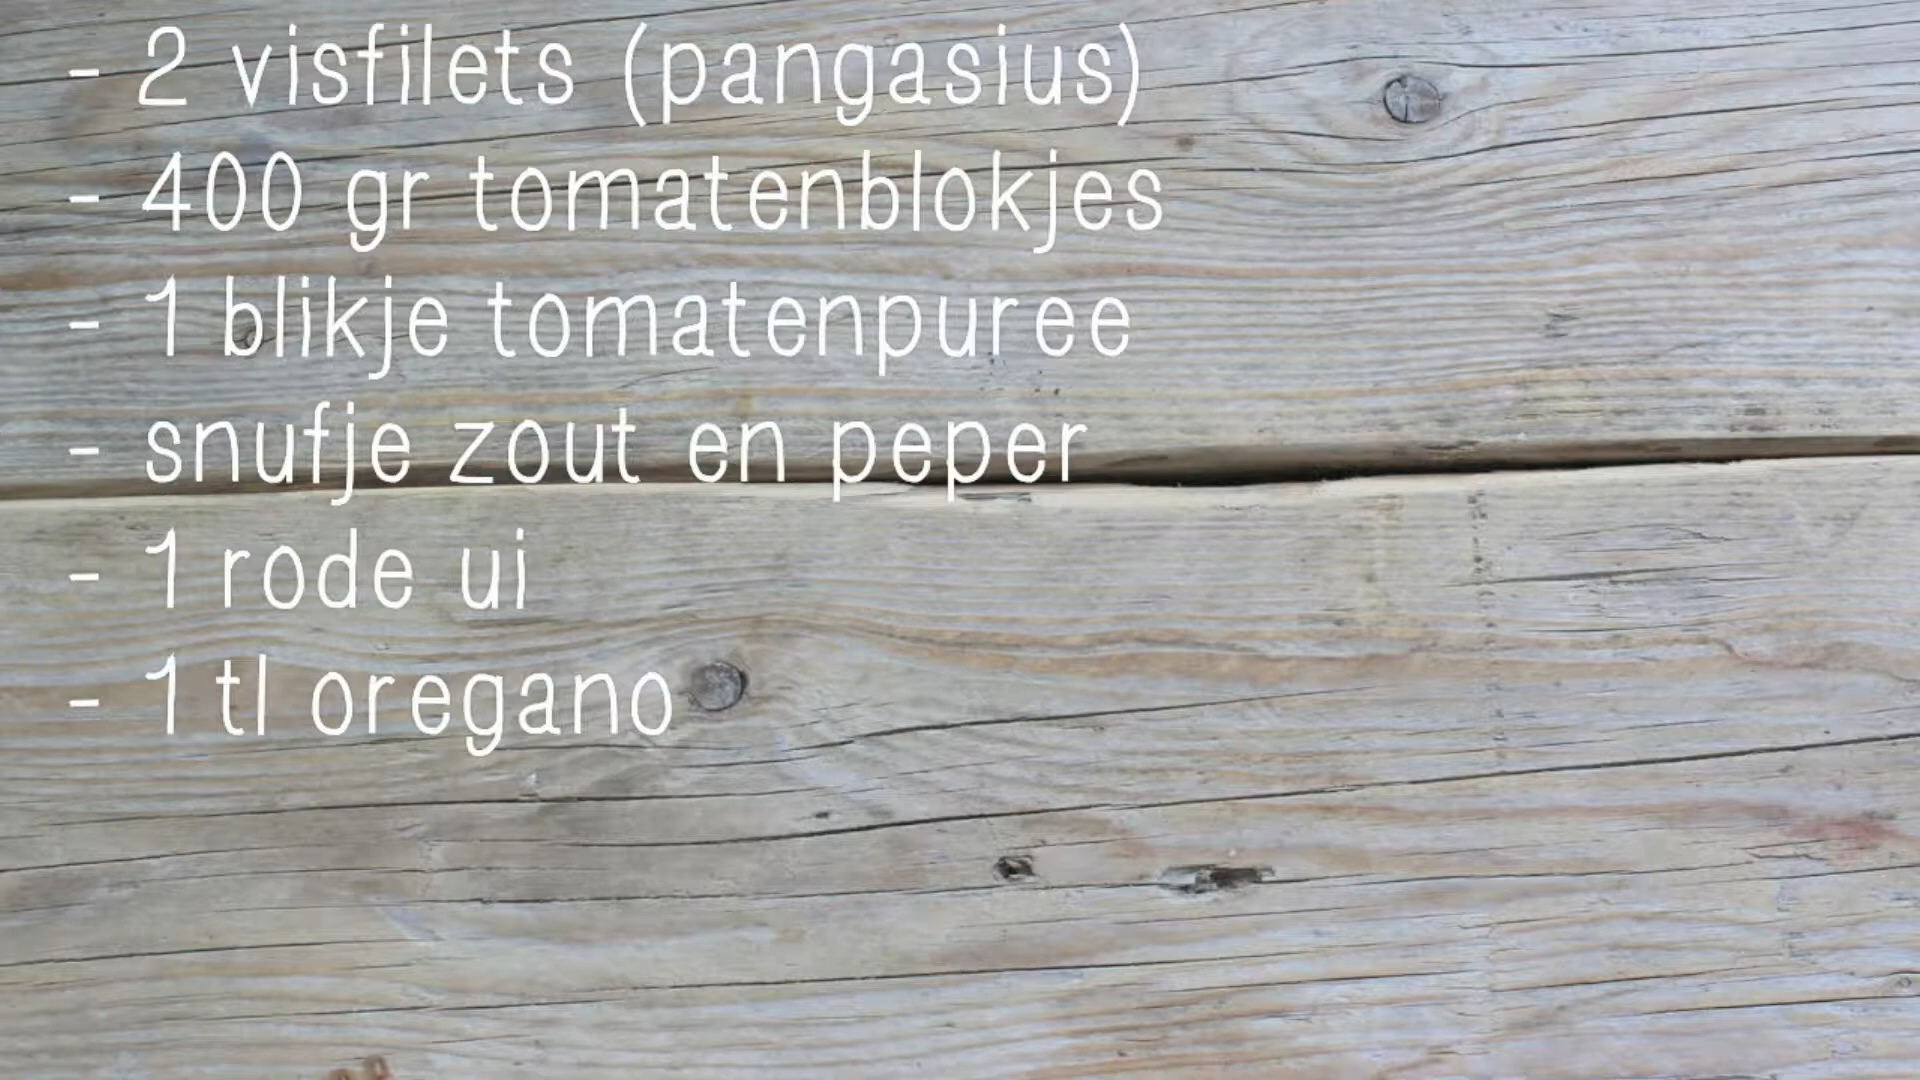 - 2 visfilets (pangasius)
- 400 gr tomatenblokjes
- 1 blikje tomatenpuree
- snufje zout en peper
- 1 rode ui
- 1 tl oregano